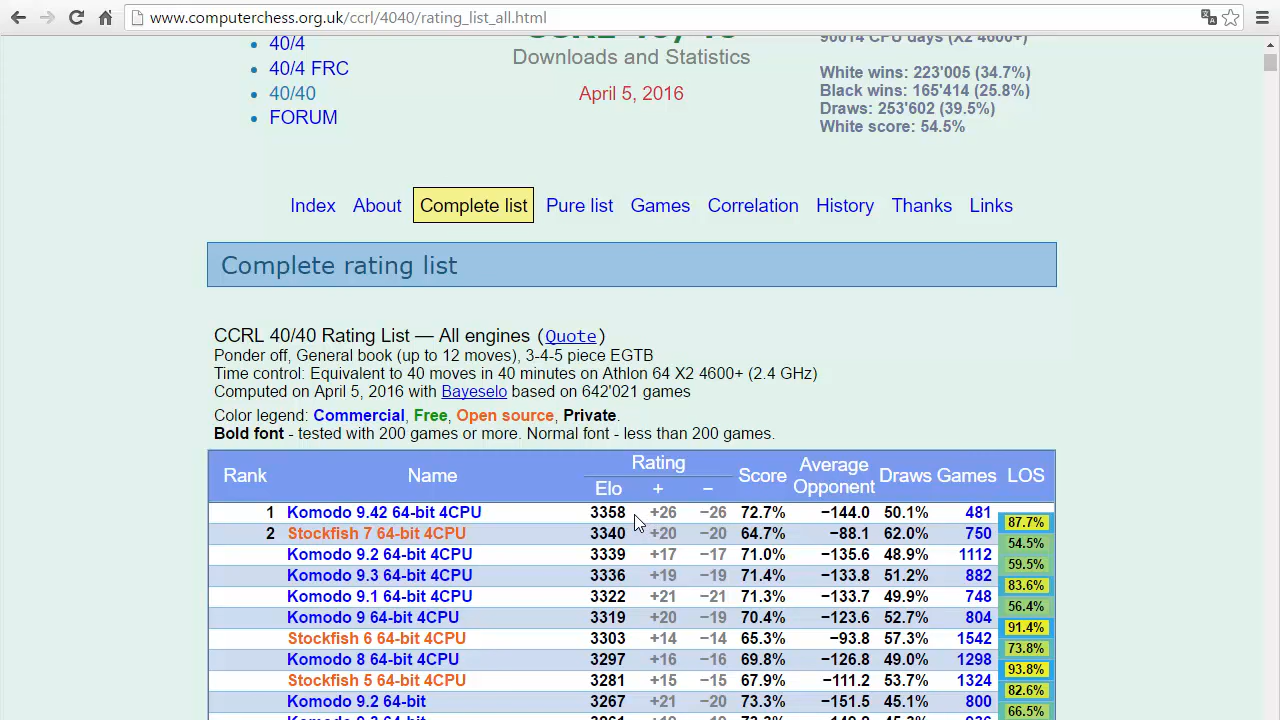 www.computerchess.org.uk/ccrl/4040/rating_list_all.html
40/4
40/4 FRC
40/40
FORUM
Downloads and Statistics
April 5, 2016
90014 CPU days (X2 4600+)
White wins: 223'005 (34.7%)
Black wins: 165'414 (25.8%)
Draws: 253'602 (39.5%)
White score: 54.5%
Index About Complete list Pure list Games Correlation History Thanks Links
Complete rating list
CCRL 40/40 Rating List — All engines (Quote)
Ponder off, General book (up to 12 moves), 3-4-5 piece EGTB
Time control: Equivalent to 40 moves in 40 minutes on Athlon 64 X2 4600+ (2.4 GHz)
Computed on April 5, 2016 with Bayeselo based on 642'021 games
Color legend: Commercial, Free, Open source, Private.
Bold font - tested with 200 games or more. Normal font - less than 200 games.
Rank Name Rating Elo + − Score Average Opponent Draws Games LOS
1 Komodo 9.42 64-bit 4CPU 3358 +26 −26 72.7% −144.0 50.1% 481
87.7%
2 Stockfish 7 64-bit 4CPU 3340 +20 −20 64.7% −88.1 62.0% 750
54.5%
Komodo 9.2 64-bit 4CPU 3339 +17 −17 71.0% −135.6 48.9% 1112
59.5%
Komodo 9.3 64-bit 4CPU 3336 +19 −19 71.4% −133.8 51.2% 882
83.6%
Komodo 9.1 64-bit 4CPU 3322 +21 −21 71.3% −133.7 49.9% 748
56.4%
Komodo 9 64-bit 4CPU 3319 +20 −20 70.4% −123.6 52.7% 804
91.4%
Stockfish 6 64-bit 4CPU 3303 +14 −14 65.3% −93.8 57.3% 1542
73.8%
Komodo 8 64-bit 4CPU 3297 +16 −16 69.8% −126.8 49.0% 1298
93.8%
Stockfish 5 64-bit 4CPU 3281 +15 −15 67.9% −111.2 53.7% 1324
82.6%
Komodo 9.2 64-bit 3267 +21 −20 73.3% −151.5 45.1% 800
66.5%